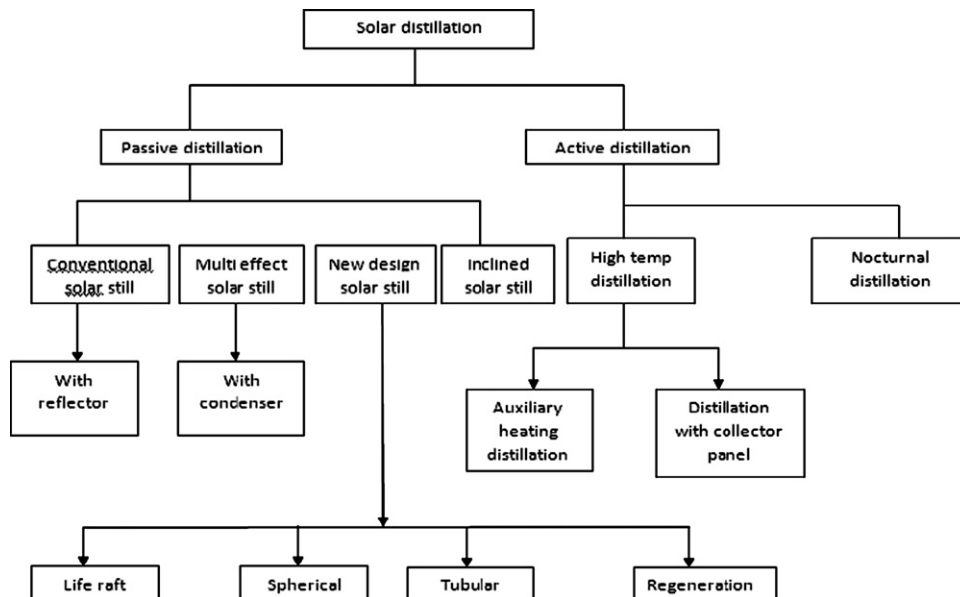 Solar distillation
Passive distillation
Active distillation
Conventional
solar still
Multi effect
solar still
New design
solar still
Inclined
solar still
High temp
distillation
Nocturnal
distillation
With
reflector
With
condenser
Auxiliary
heating
distillation
Distillation
with collector
panel
Life raft
Spherical
Tubular
Regeneration